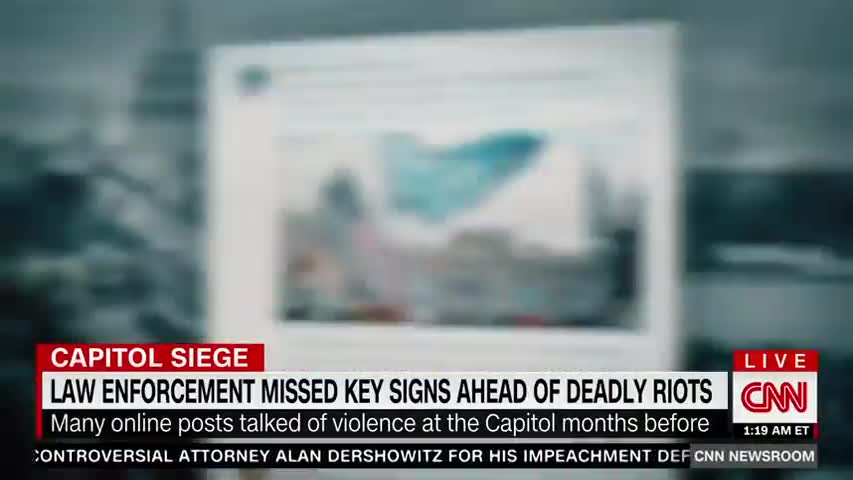 CAPITOL SIEGE
LAW ENFORCEMENT MISSED KEY SIGNS AHEAD OF DEADLY RIOTS
Many online posts talked of violence at the Capitol months before
LIVE
CNN
1:19 AM ET
CONTROVERSIAL ATTORNEY ALAN DERSHOWITZ FOR HIS IMPEACHMENT DEF
CNN NEWSROOM